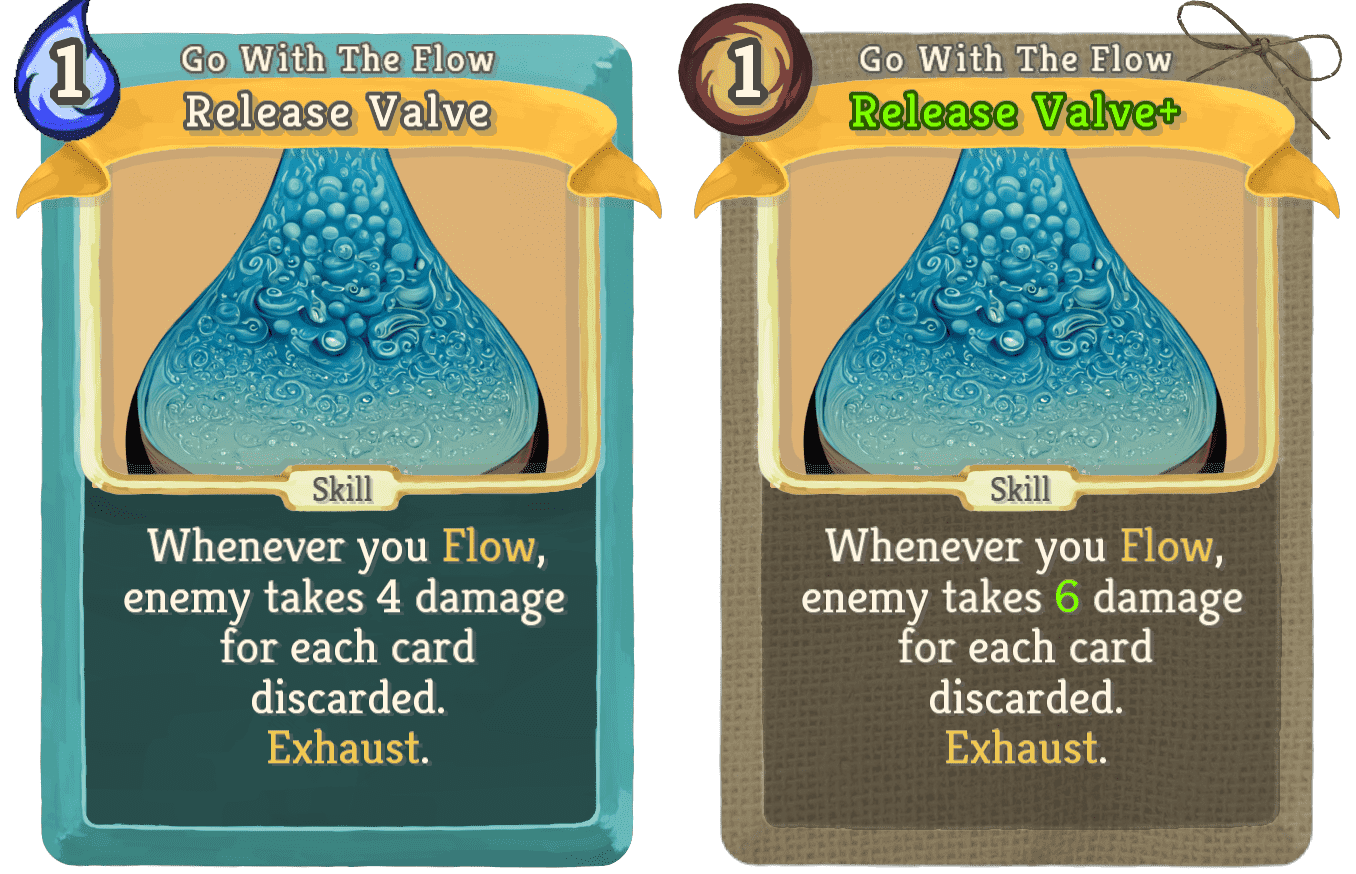 1
Go With The Flow
Release Valve
Skill
Whenever you Flow,
enemy takes 4 damage
for each card
discarded.
Exhaust.
1
Go With The Flow
Release Valve+
Skill
Whenever you Flow,
enemy takes 6 damage
for each card
discarded.
Exhaust.